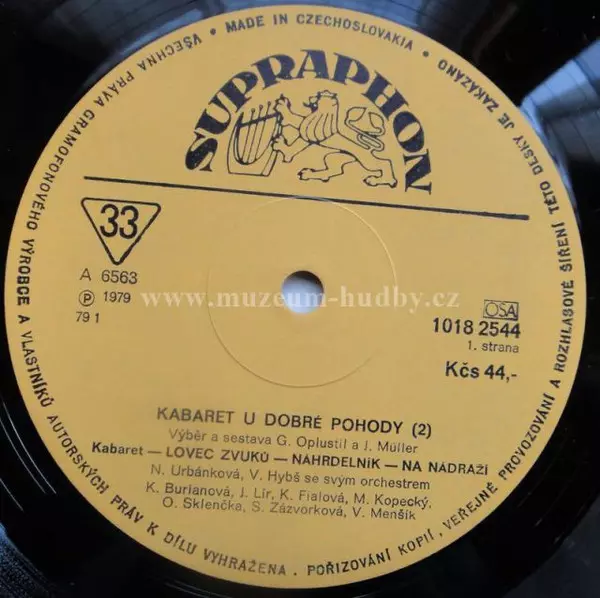 MADE IN CZECHOSLOVAKIA • VŠECHNA PRÁVA GRAMOFONOVÉHO VÝROBCE A VLASTNÍKŮ AUTORSKÝCH PRÁV K DÍLU VYHRAŽENA . POŘIZOVÁNÍ KOPIÍ, VEŘEJNÉ PROVOZOVÁNÍ A ROZHLASOVÉ ŠÍŘENÍ TÉTO DESKY JE ZAKÁZÁNO •
SUPRAPHON
33
A 6563
Ⓟ 1979
79 1
www.muzeum-hudby.cz
OSA
1018 2544
1. strana
Kčs 44,-
KABARET U DOBRÉ POHODY (2)
Výběr a sestava G. Oplustil a J. Müller
Kabaret — LOVEC ZVUKŮ — NÁHRDELNÍK — NA NÁDRAŽÍ
N. Urbánková, V. Hybš se svým orchestrem
K. Burianová, J. Lír, K. Fialová, M. Kopecký,
O. Sklenčka, S. Zázvorková, V. Menšík